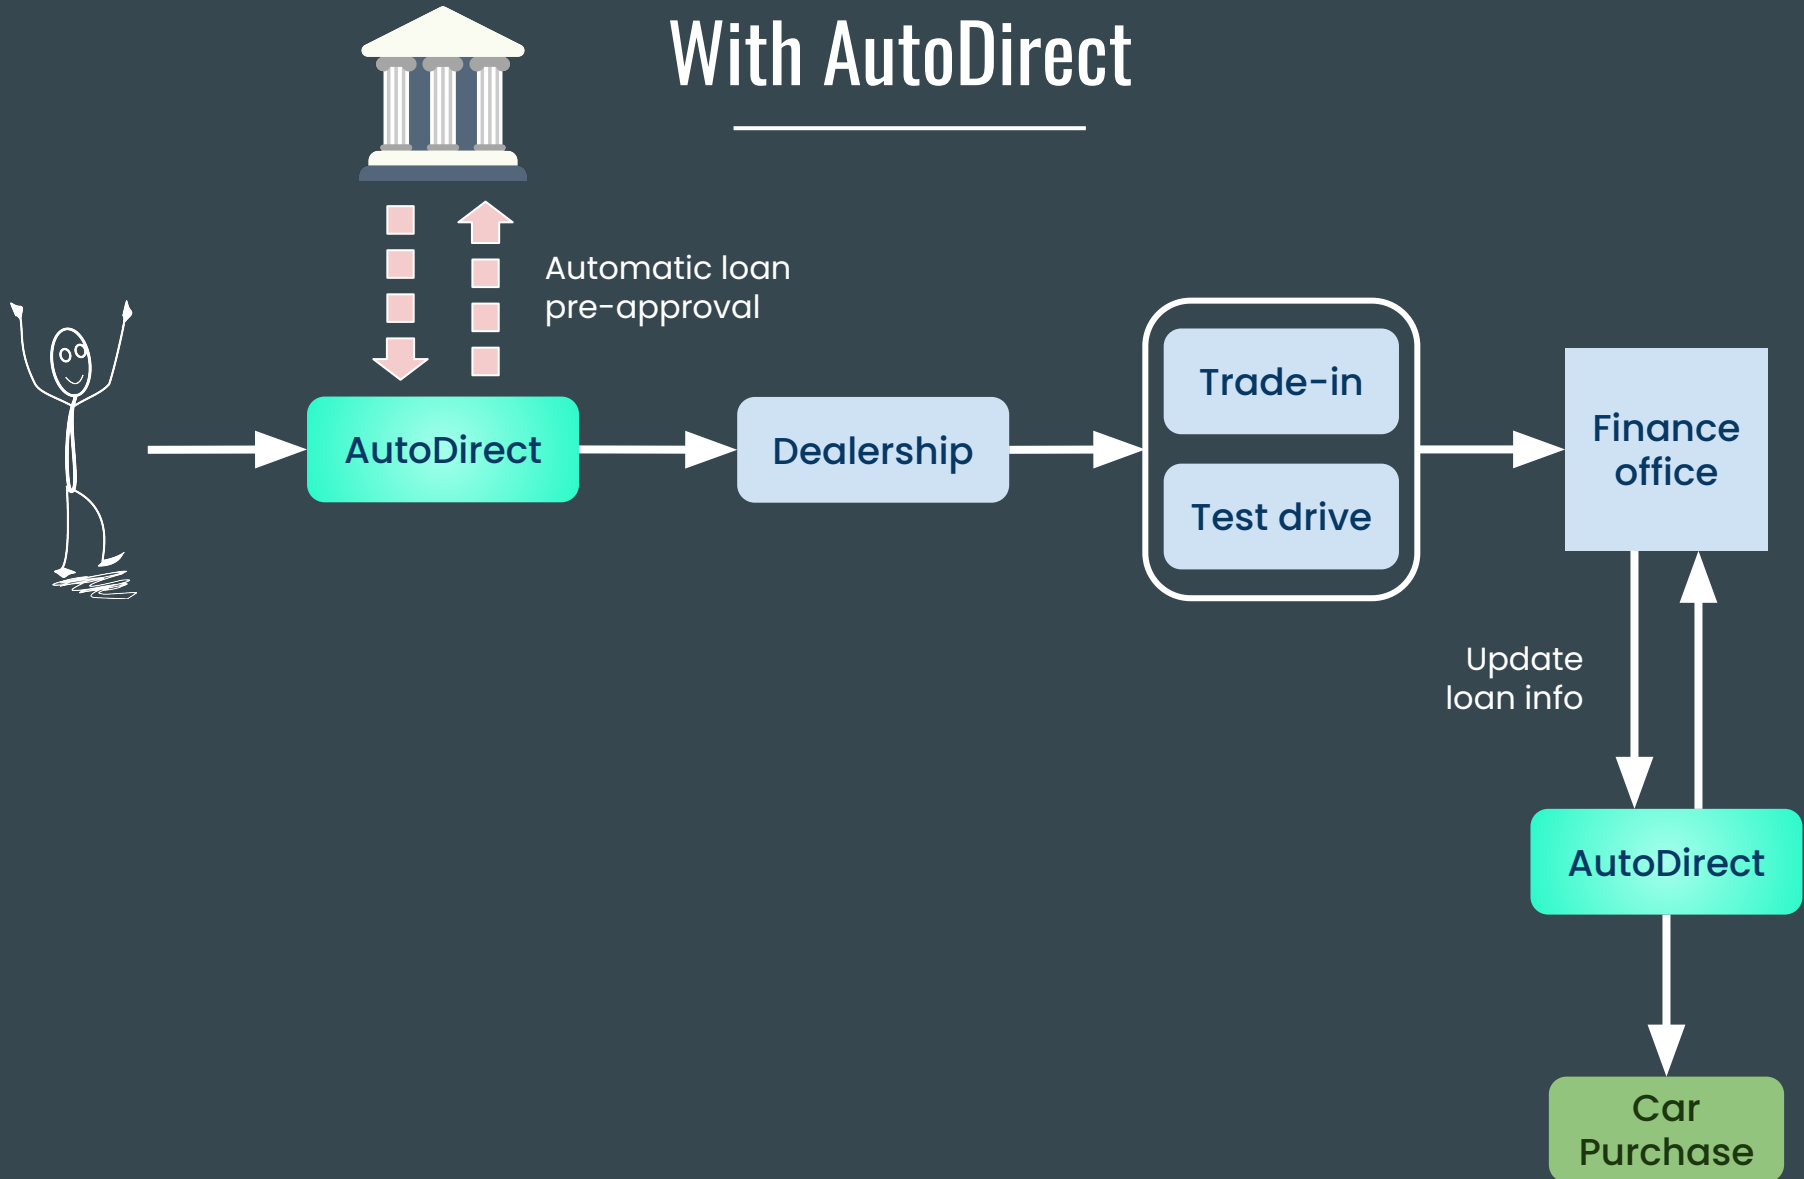 With AutoDirect
Automatic loan
pre-approval
AutoDirect
Dealership
Trade-in
Test drive
Finance
office
Update
loan info
AutoDirect
Car
Purchase